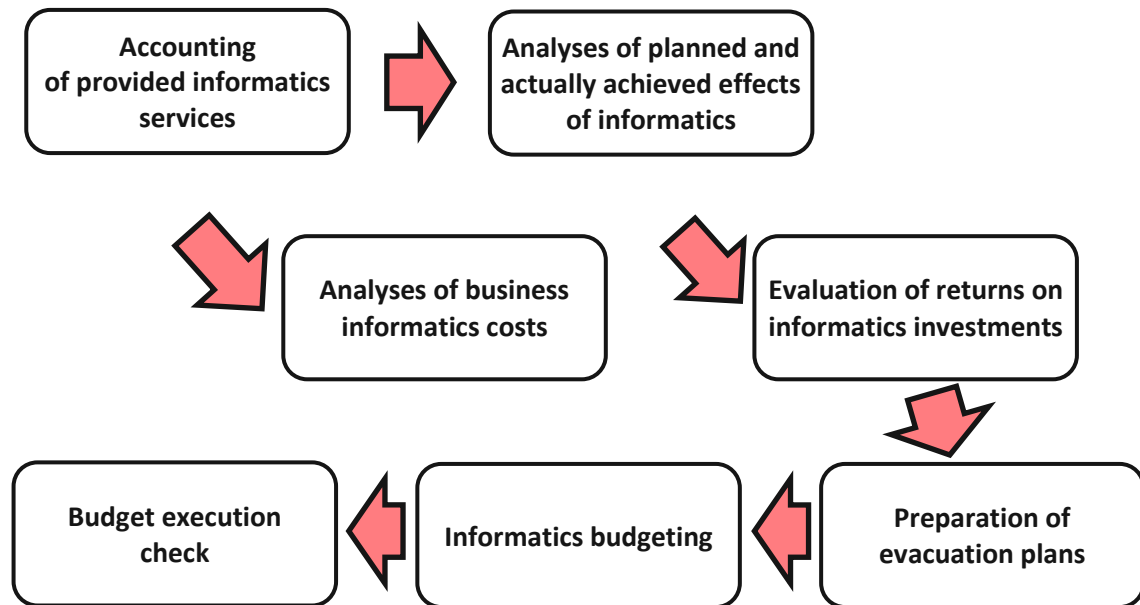 Accounting
of provided informatics
services
Analyses of planned and
actually achieved effects
of informatics
Analyses of business
informatics costs
Evaluation of returns on
informatics investments
Budget execution
check
Informatics budgeting
Preparation of
evacuation plans